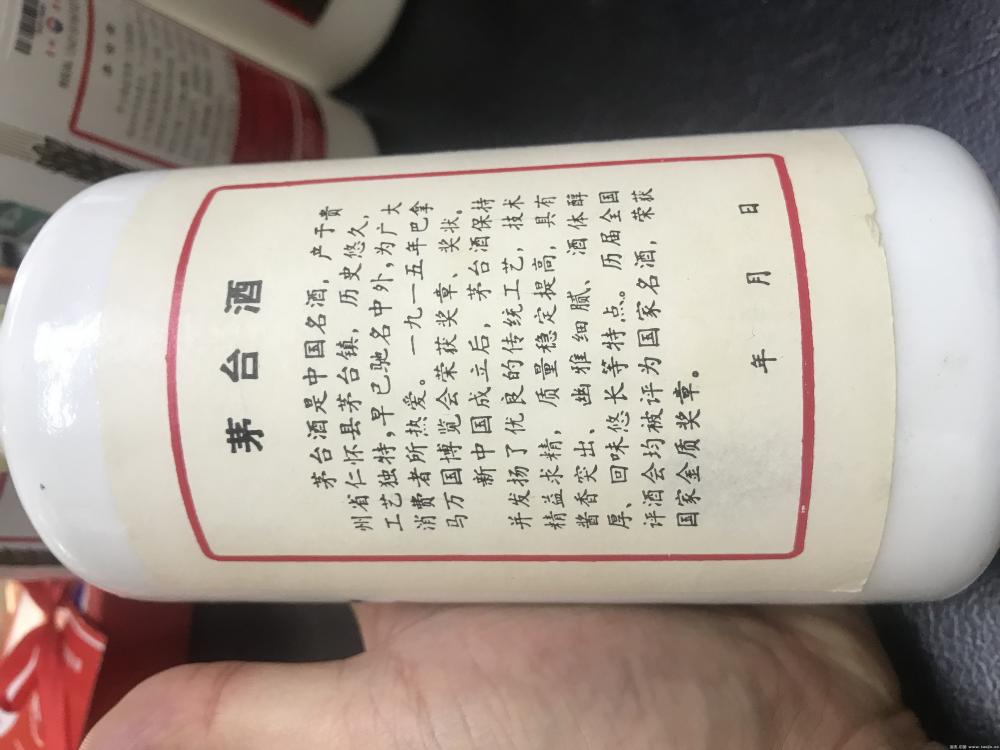 茅台酒
茅台酒是中国名酒，产于贵
州省仁怀县茅台镇，历史悠久，
工艺独特，早已驰名中外，为广大
消费者所热爱。一九一五年巴拿
马万国博览会荣获奖章、奖状。
新中国成立后，茅台酒保持
并发扬了优良的传统工艺，技术
精益求精，质量稳定提高，具有
酱香突出、幽雅细腻、酒体醇
厚、回味悠长等特点。历届全国
评酒会均被评为国家名酒，荣获
国家金质奖章。
年 月 日